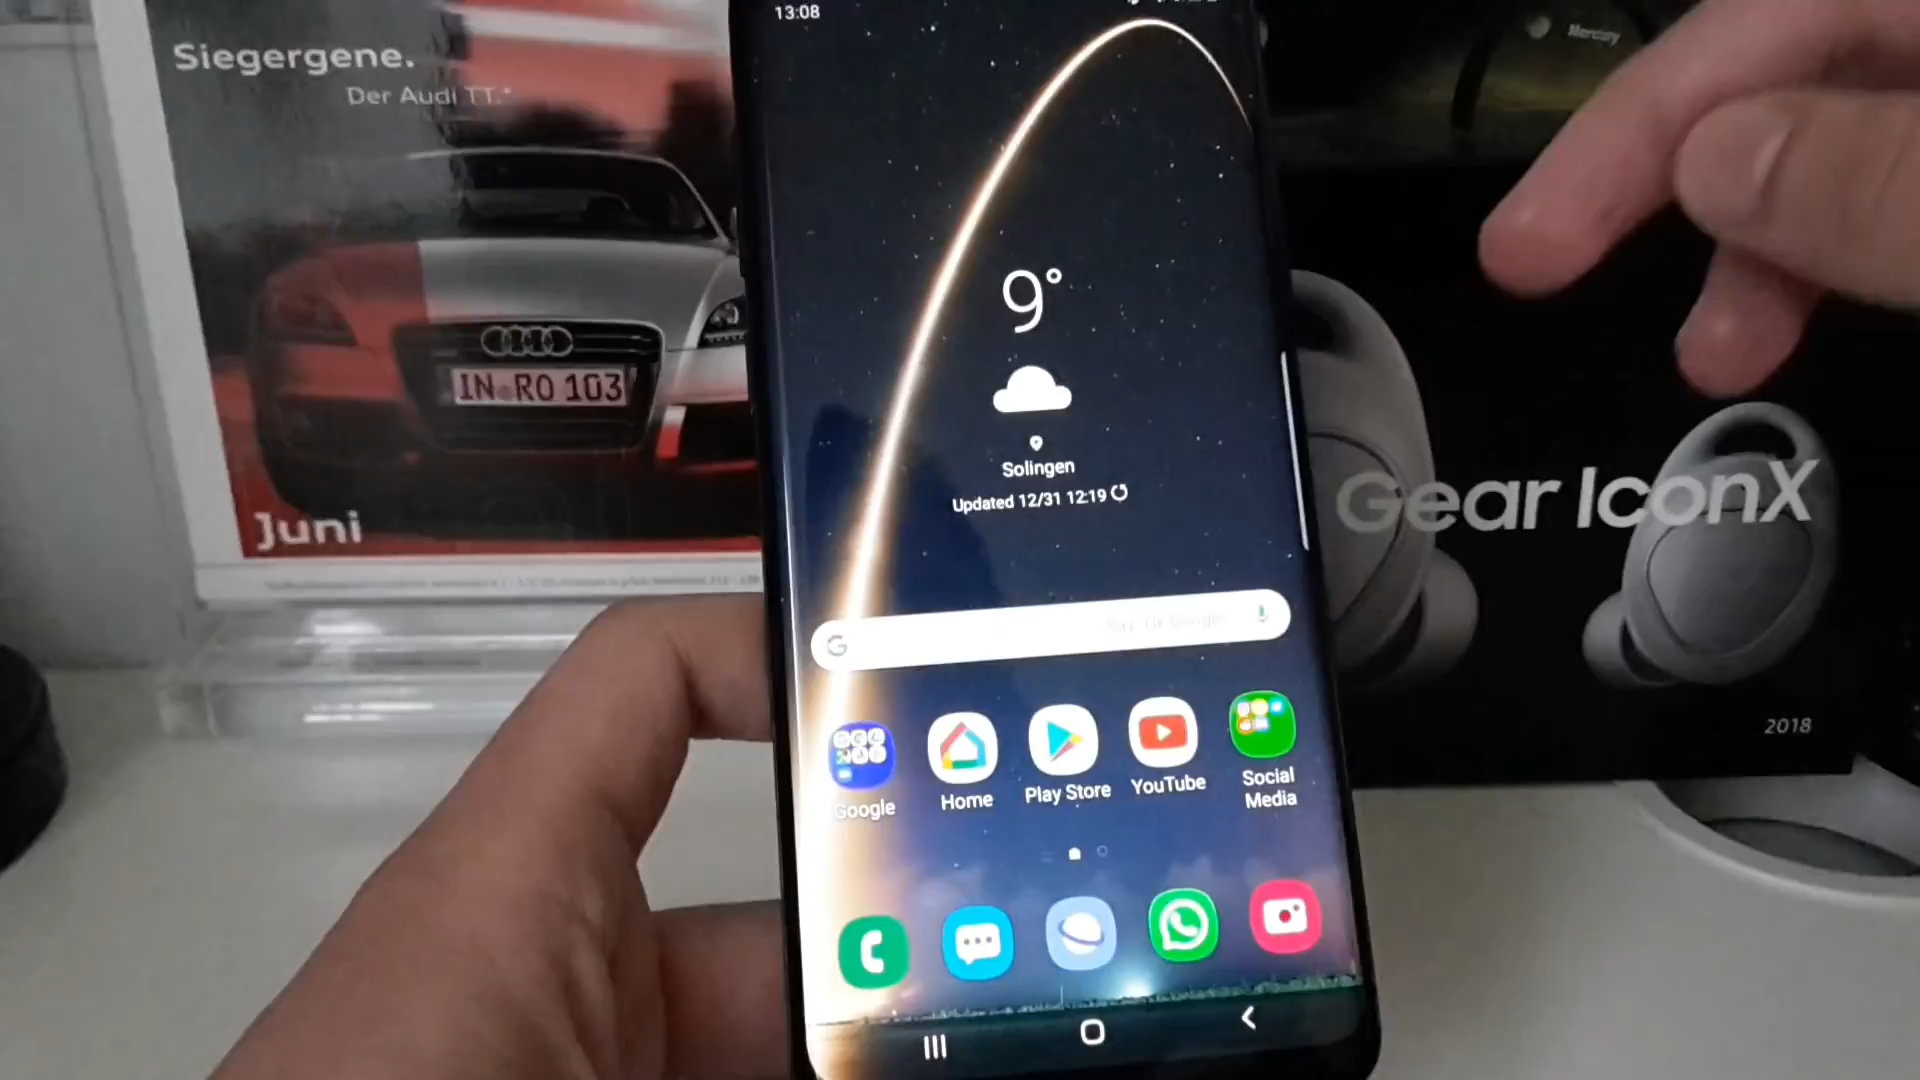 Siegergene.
Der Audi TT.*
IN RO 103
Juni
13:08
9°
Solingen
Updated 12/31 12:19
Google
Home
Play Store
YouTube
Social
Media
Mercury
Gear IconX
2018